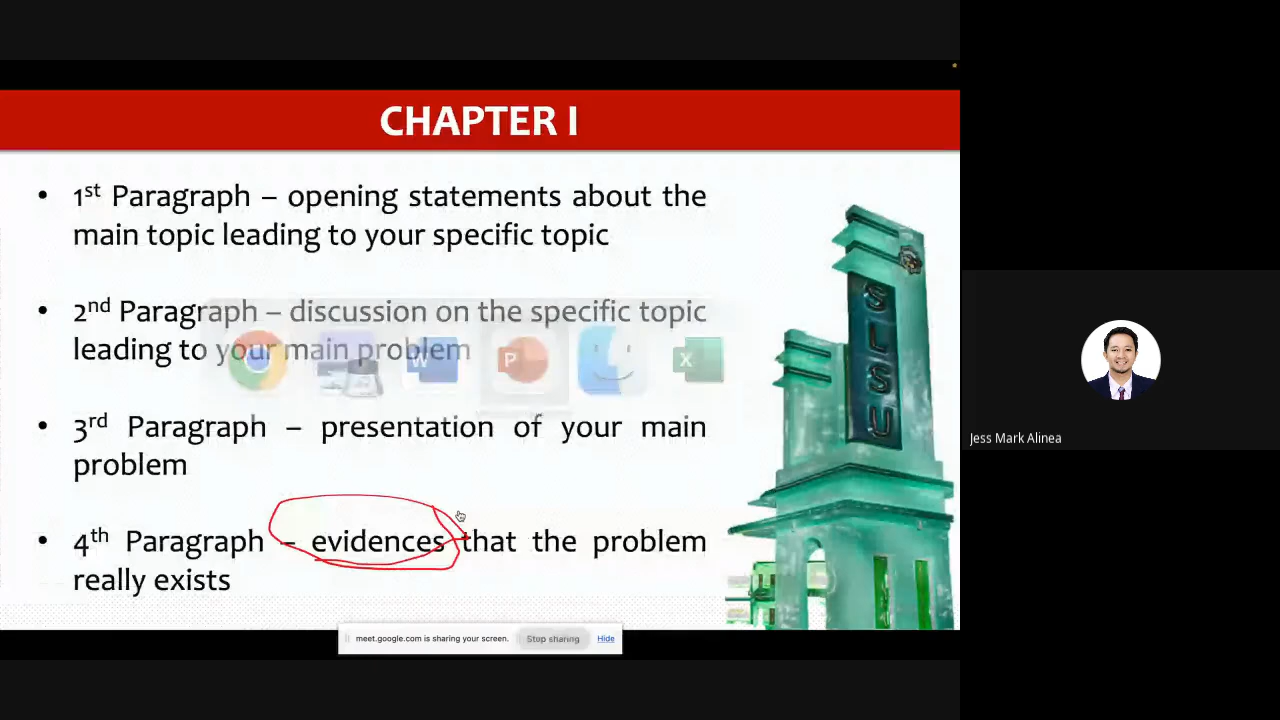 CHAPTER I
• 1st Paragraph – opening statements about the
main topic leading to your specific topic
• 2nd Paragraph – discussion on the specific topic
leading to your main problem
• 3rd Paragraph – presentation of your main
problem
• 4th Paragraph – evidences that the problem
really exists
SLSU
W
P
X
meet.google.com is sharing your screen.
Stop sharing
Hide
Jess Mark Alinea